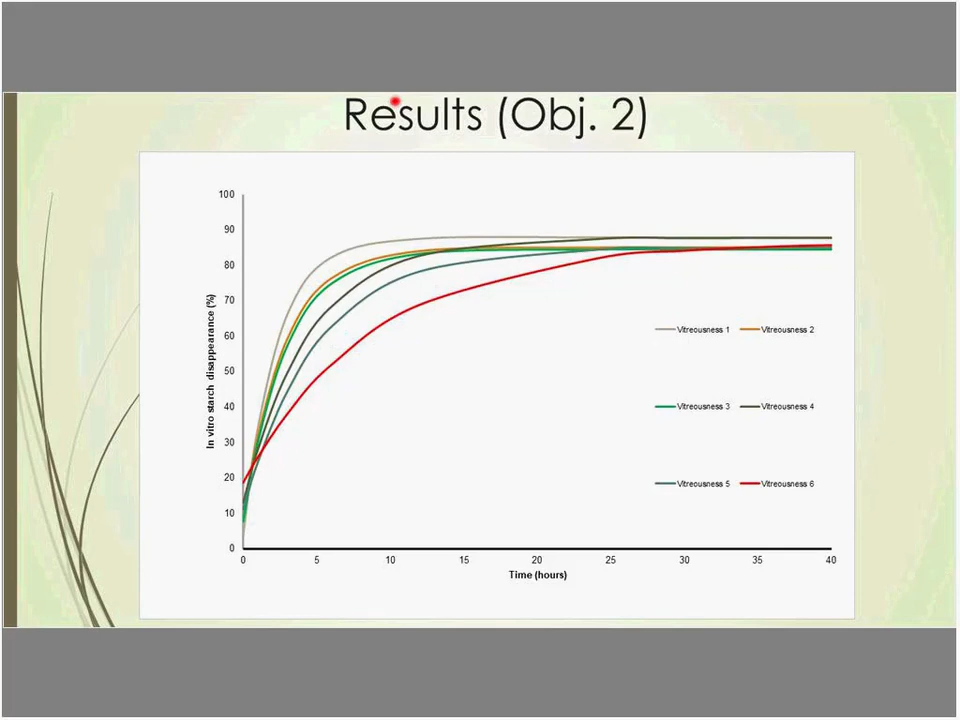 Results (Obj. 2)
100
90
80
70
60
50
40
30
20
10
0
In vitro starch disappearance (%)
0 5 10 15 20 25 30 35 40
Time (hours)
Vitreousness 1 Vitreousness 2
Vitreousness 3 Vitreousness 4
Vitreousness 5 Vitreousness 6